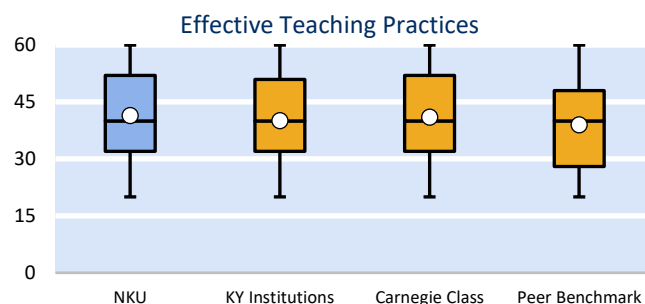 Effective Teaching Practices
60
45
30
15
0
NKU KY Institutions Carnegie Class Peer Benchmark